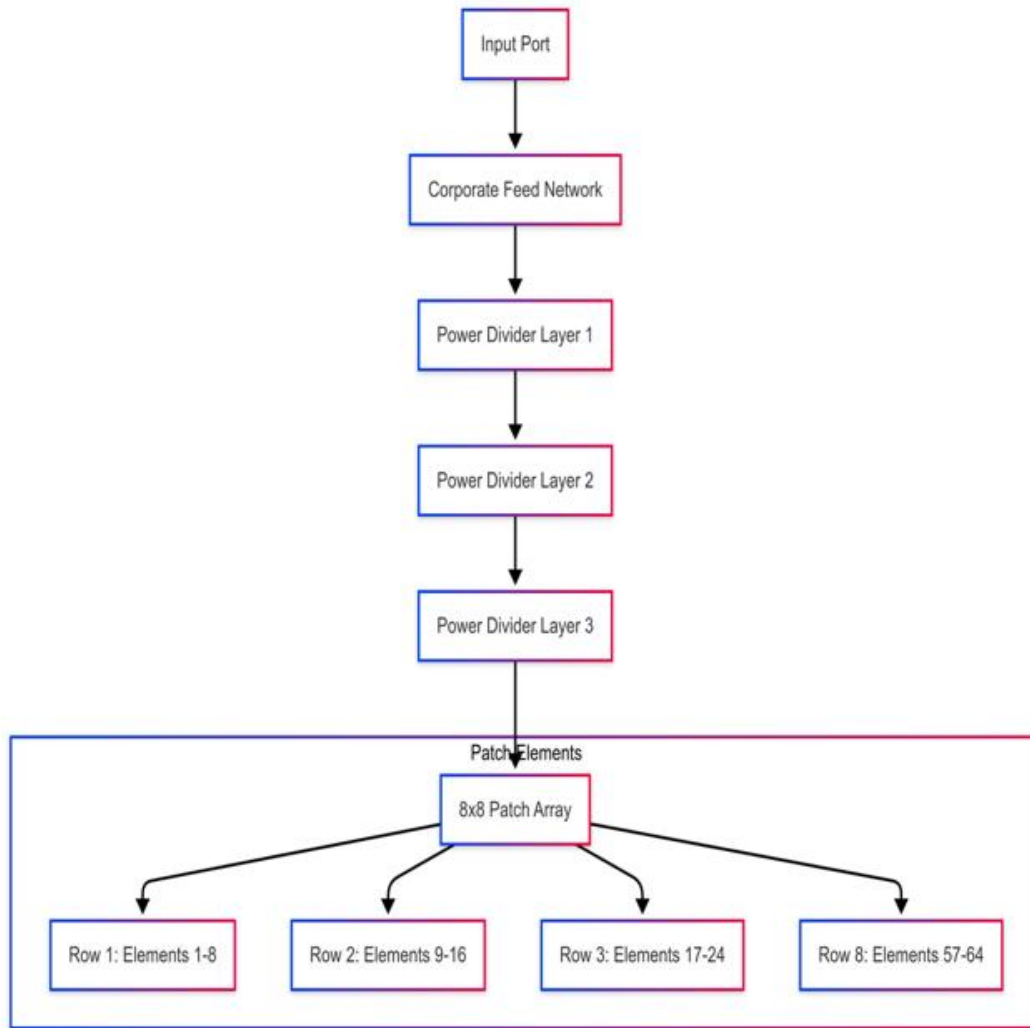 Input Port
Corporate Feed Network
Power Divider Layer 1
Power Divider Layer 2
Power Divider Layer 3
Patch Elements
8x8 Patch Array
Row 1: Elements 1-8
Row 2: Elements 9-16
Row 3: Elements 17-24
Row 8: Elements 57-64